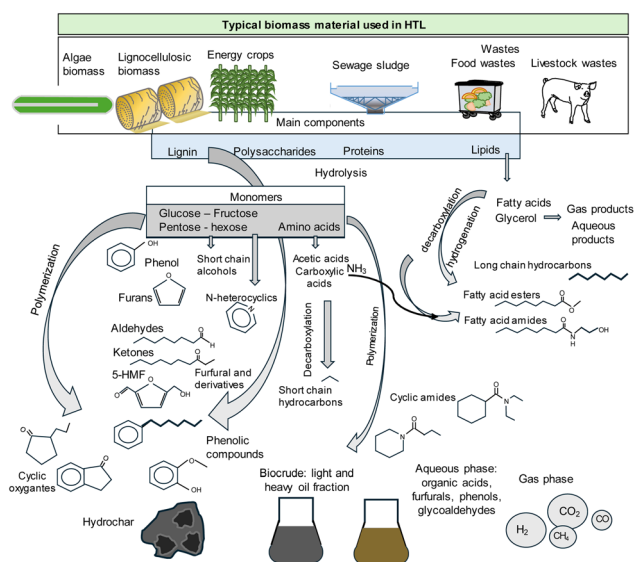 Typical biomass material used in HTL
Algae
biomass
Lignocellulosic
biomass
Energy crops
Sewage sludge
Wastes
Food wastes
Livestock wastes
Main components
Lignin
Polysaccharides
Proteins
Lipids
Hydrolysis
Monomers
Glucose – Fructose
Pentose - hexose
Amino acids
decarboxylation
hydrogenation
Fatty acids
Glycerol
Gas products
Aqueous
products
Polymerization
OH
Phenol
O
Furans
Short chain
alcohols
N-heterocyclics
N
Acetic acids
Carboxylic
acids
NH3
Long chain hydrocarbons
Fatty acid esters
O
O
Fatty acid amides
O
N
H
OH
Aldehydes
O
H
Ketones
O
5-HMF
O
O
OH
Furfural and
derivatives
Decarboxylation
Polymerization
Short chain
hydrocarbons
Cyclic amides
O
N
O
N
Phenolic
compounds
O
O
Cyclic
oxygantes
O
OH
Hydrochar
Biocrude: light and
heavy oil fraction
Aqueous phase:
organic acids,
furfurals, phenols,
glycoaldehydes
Gas phase
H2
CO2
CH4
CO